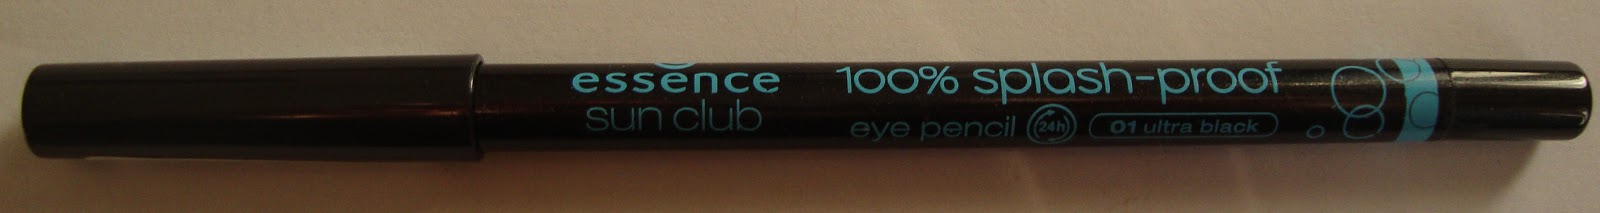 essence
sun club
100% splash-proof
eye pencil 24h 01 ultra black